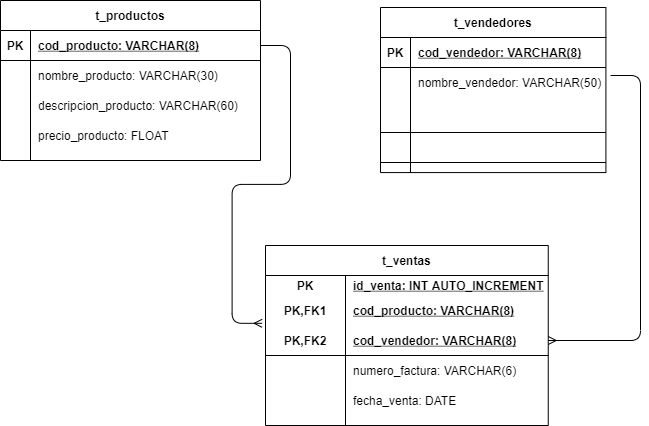 t_productos
PK cod_producto: VARCHAR(8)
nombre_producto: VARCHAR(30)
descripcion_producto: VARCHAR(60)
precio_producto: FLOAT
t_vendedores
PK cod_vendedor: VARCHAR(8)
nombre_vendedor: VARCHAR(50)
t_ventas
PK id_venta: INT AUTO_INCREMENT
PK,FK1 cod_producto: VARCHAR(8)
PK,FK2 cod_vendedor: VARCHAR(8)
numero_factura: VARCHAR(6)
fecha_venta: DATE